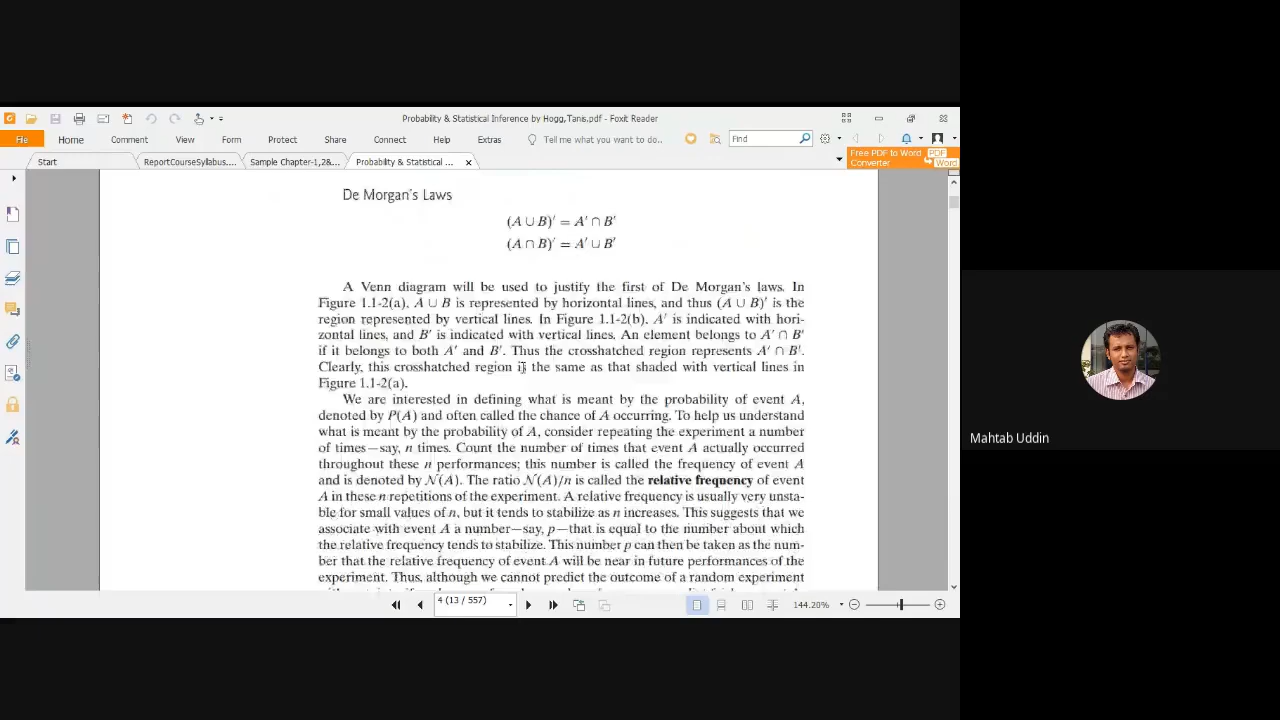 Probability & Statistical Inference by Hogg,Tanis.pdf - Foxit Reader
File Home Comment View Form Protect Share Connect Help Extras Tell me what you want to do.. Find
Free PDF to Word Converter PDF Word
Start ReportCourseSyllabus.... Sample Chapter-1,2&... Probability & Statistical ...
De Morgan's Laws
(A ∪ B)′ = A′ ∩ B′
(A ∩ B)′ = A′ ∪ B′
A Venn diagram will be used to justify the first of De Morgan's laws. In
Figure 1.1-2(a), A ∪ B is represented by horizontal lines, and thus (A ∪ B)′ is the
region represented by vertical lines. In Figure 1.1-2(b), A′ is indicated with hori-
zontal lines, and B′ is indicated with vertical lines. An element belongs to A′ ∩ B′
if it belongs to both A′ and B′. Thus the crosshatched region represents A′ ∩ B′.
Clearly, this crosshatched region is the same as that shaded with vertical lines in
Figure 1.1-2(a).
We are interested in defining what is meant by the probability of event A,
denoted by P(A) and often called the chance of A occurring. To help us understand
what is meant by the probability of A, consider repeating the experiment a number
of times—say, n times. Count the number of times that event A actually occurred
throughout these n performances; this number is called the frequency of event A
and is denoted by N(A). The ratio N(A)/n is called the relative frequency of event
A in these n repetitions of the experiment. A relative frequency is usually very unsta-
ble for small values of n, but it tends to stabilize as n increases. This suggests that we
associate with event A a number—say, p—that is equal to the number about which
the relative frequency tends to stabilize. This number p can then be taken as the num-
ber that the relative frequency of event A will be near in future performances of the
experiment. Thus, although we cannot predict the outcome of a random experiment
4 (13 / 557)
144.20%
Mahtab Uddin